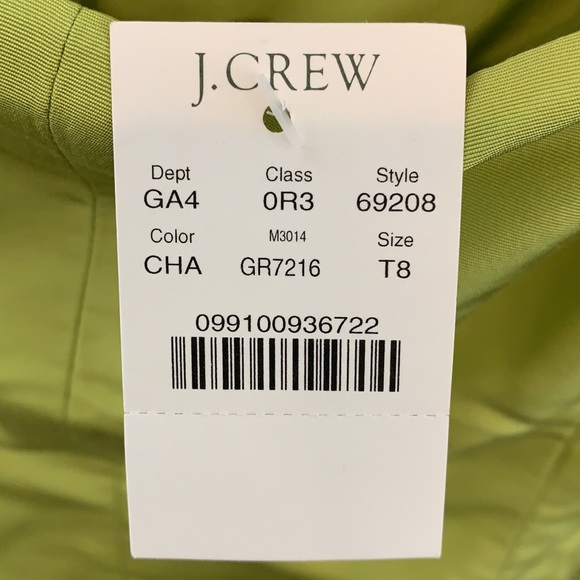 J.CREW
Dept Class Style
GA4 0R3 69208
Color M3014 Size
CHA GR7216 T8
099100936722